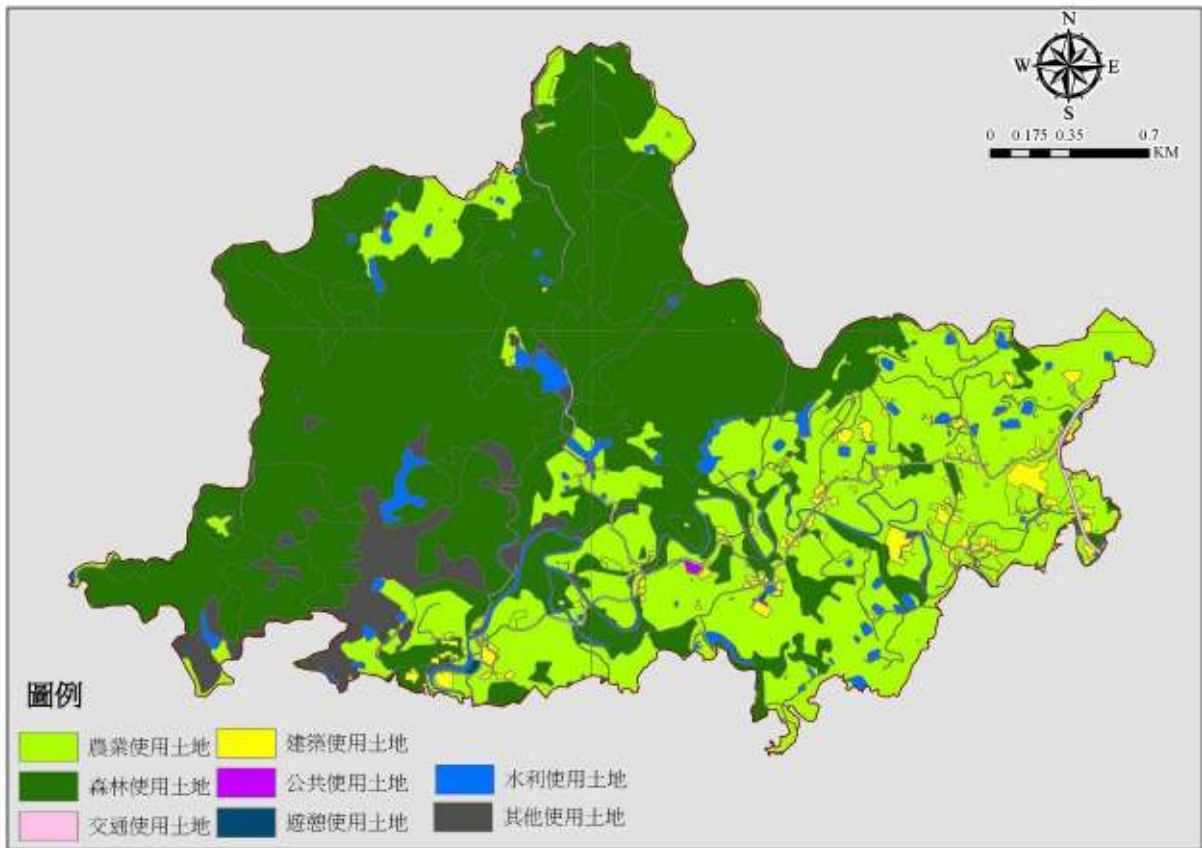 N
W
E
S
0 0.175 0.35 0.7
KM
圖例
農業使用土地
森林使用土地
交通使用土地
建築使用土地
公共使用土地
遊憩使用土地
水利使用土地
其他使用土地